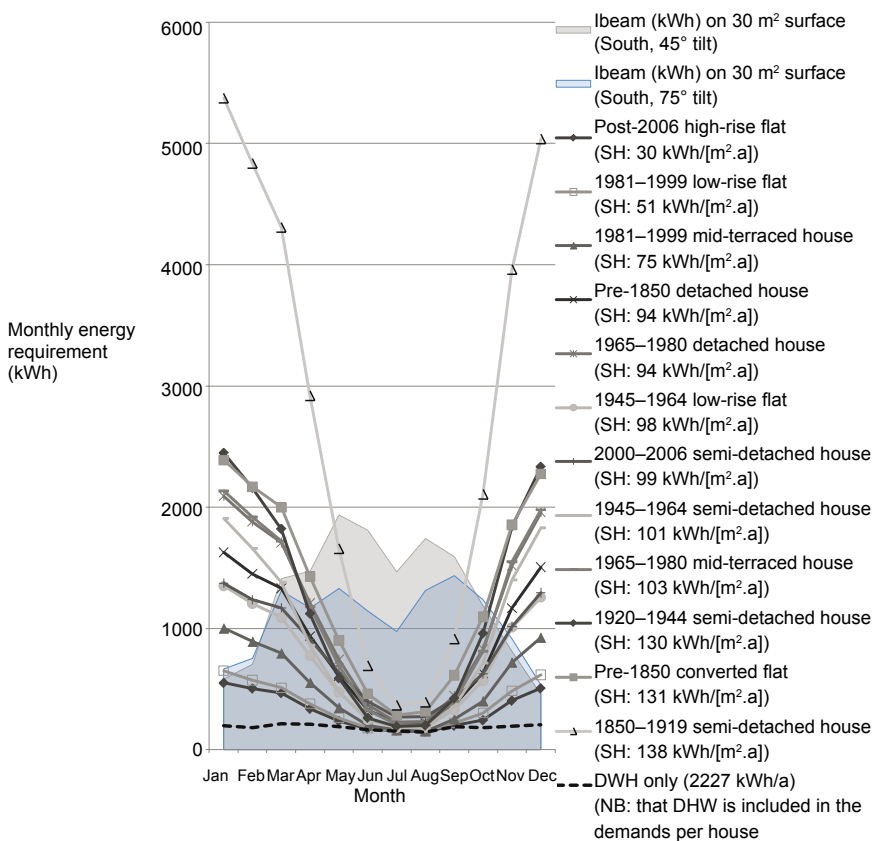 6000
5000
4000
3000
2000
1000
0
Monthly energy
requirement
(kWh)
Jan Feb Mar Apr May Jun Jul Aug Sep Oct Nov Dec
Month
Ibeam (kWh) on 30 m² surface
(South, 45° tilt)
Ibeam (kWh) on 30 m² surface
(South, 75° tilt)
Post-2006 high-rise flat
(SH: 30 kWh/[m².a])
1981–1999 low-rise flat
(SH: 51 kWh/[m².a])
1981–1999 mid-terraced house
(SH: 75 kWh/[m².a])
Pre-1850 detached house
(SH: 94 kWh/[m².a])
1965–1980 detached house
(SH: 94 kWh/[m².a])
1945–1964 low-rise flat
(SH: 98 kWh/[m².a])
2000–2006 semi-detached house
(SH: 99 kWh/[m².a])
1945–1964 semi-detached house
(SH: 101 kWh/[m².a])
1965–1980 mid-terraced house
(SH: 103 kWh/[m².a])
1920–1944 semi-detached house
(SH: 130 kWh/[m².a])
Pre-1850 converted flat
(SH: 131 kWh/[m².a])
1850–1919 semi-detached house
(SH: 138 kWh/[m².a])
DWH only (2227 kWh/a)
(NB: that DHW is included in the
demands per house